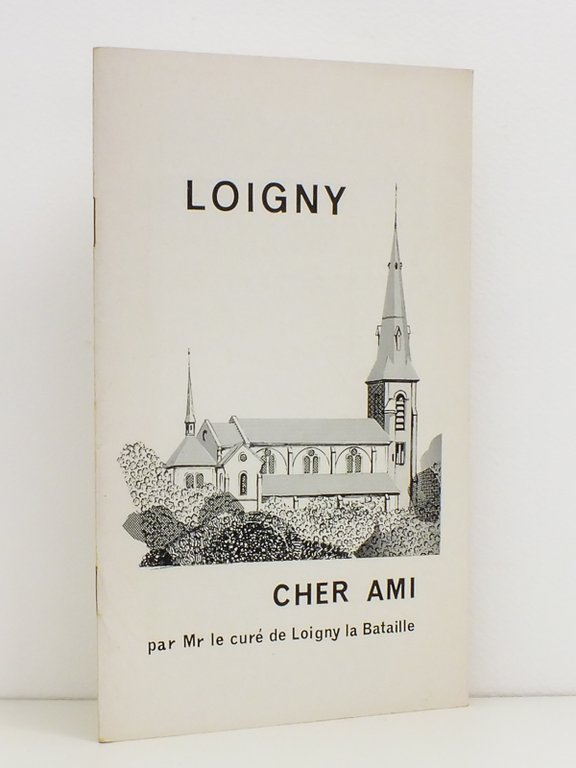 LOIGNY
CHER AMI
par Mr le curé de Loigny la Bataille